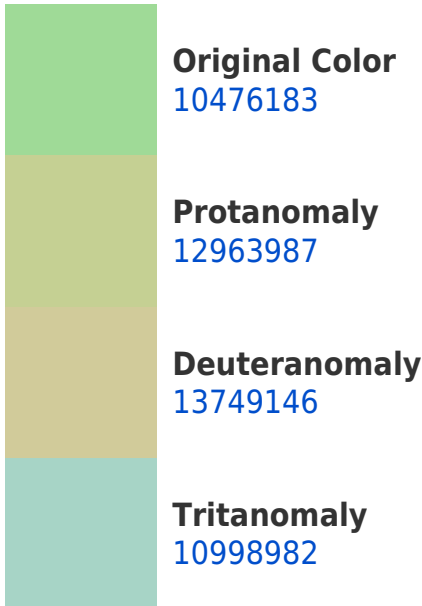 Original Color
10476183
Protanomaly
12963987
Deuteranomaly
13749146
Tritanomaly
10998982